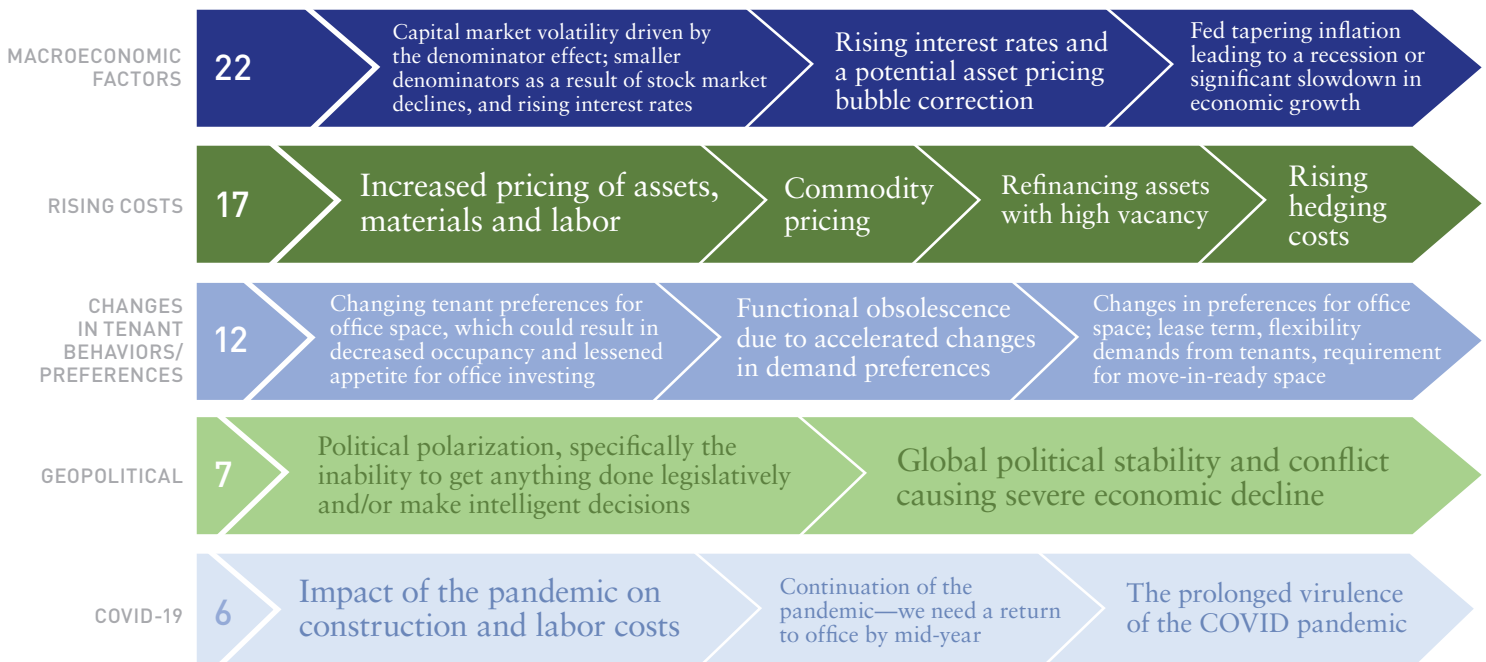 MACROECONOMIC
FACTORS
22
Capital market volatility driven by
the denominator effect; smaller
denominators as a result of stock market
declines, and rising interest rates
Rising interest rates and
a potential asset pricing
bubble correction
Fed tapering inflation
leading to a recession or
significant slowdown in
economic growth
RISING COSTS
17
Increased pricing of assets,
materials and labor
Commodity
pricing
Refinancing assets
with high vacancy
Rising
hedging
costs
CHANGES
IN TENANT
BEHAVIORS/
PREFERENCES
12
Changing tenant preferences for
office space, which could result in
decreased occupancy and lessened
appetite for office investing
Functional obsolescence
due to accelerated changes
in demand preferences
Changes in preferences for office
space; lease term, flexibility
demands from tenants, requirement
for move-in-ready space
GEOPOLITICAL
7
Political polarization, specifically the
inability to get anything done legislatively
and/or make intelligent decisions
Global political stability and conflict
causing severe economic decline
COVID-19
6
Impact of the pandemic on
construction and labor costs
Continuation of the
pandemic—we need a return
to office by mid-year
The prolonged virulence
of the COVID pandemic